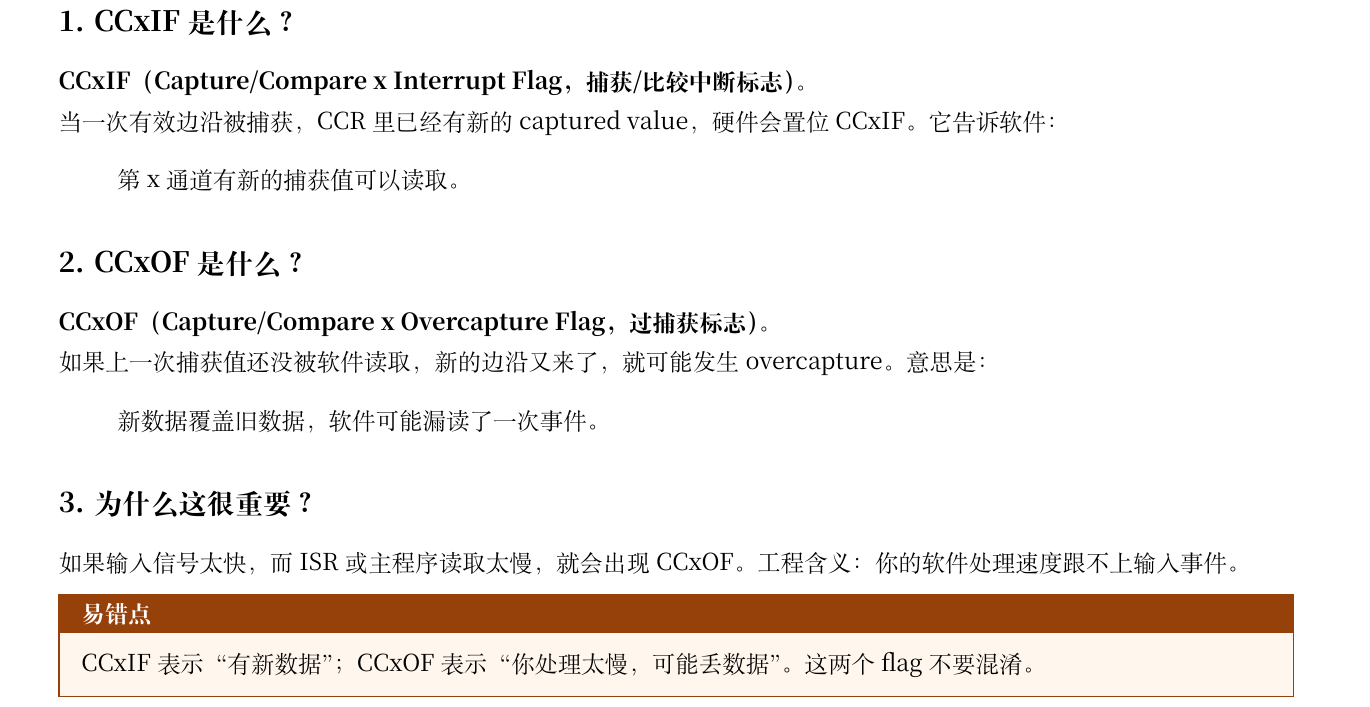 1. CCxIF 是什么？
CCxIF（Capture/Compare x Interrupt Flag，捕获/比较中断标志）。
当一次有效边沿被捕获，CCR 里已经有新的 captured value，硬件会置位 CCxIF。它告诉软件：
第 x 通道有新的捕获值可以读取。
2. CCxOF 是什么？
CCxOF（Capture/Compare x Overcapture Flag，过捕获标志）。
如果上一次捕获值还没被软件读取，新的边沿又来了，就可能发生 overcapture。意思是：
新数据覆盖旧数据，软件可能漏读了一次事件。
3. 为什么这很重要？
如果输入信号太快，而 ISR 或主程序读取太慢，就会出现 CCxOF。工程含义：你的软件处理速度跟不上输入事件。
易错点
CCxIF 表示“有新数据”；CCxOF 表示“你处理太慢，可能丢数据”。这两个 flag 不要混淆。